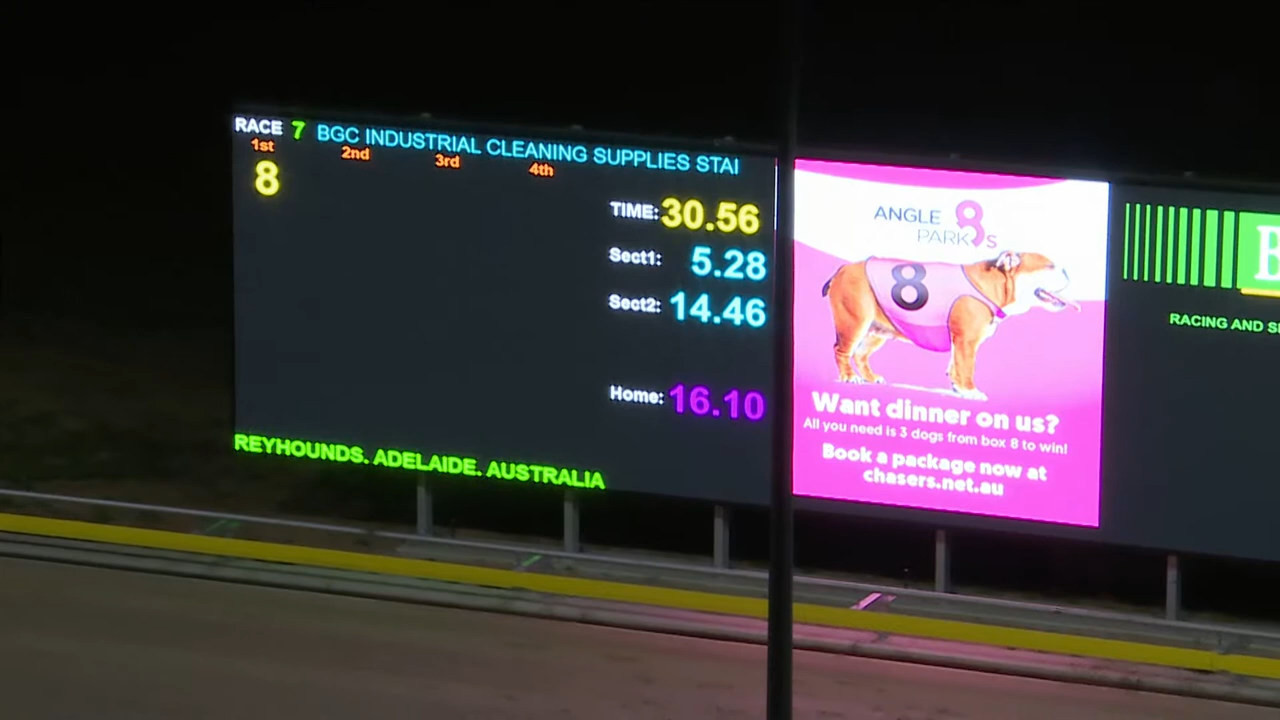 RACE 7 BGC INDUSTRIAL CLEANING SUPPLIES STAI
1st 2nd 3rd 4th
8
TIME: 30.56
Sect1: 5.28
Sect2: 14.46
Home: 16.10
REYHOUNDS. ADELAIDE. AUSTRALIA
ANGLE 8
PARK 's
8
Want dinner on us?
All you need is 3 dogs from box 8 to win!
Book a package now at
chasers.net.au
B
RACING AND S